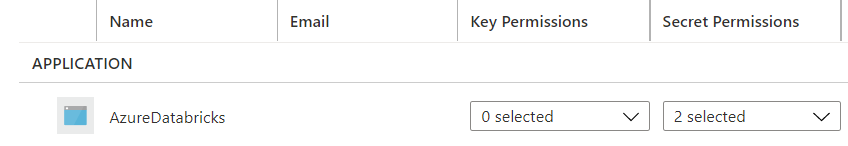 Name Email Key Permissions Secret Permissions
APPLICATION
AzureDatabricks 0 selected 2 selected